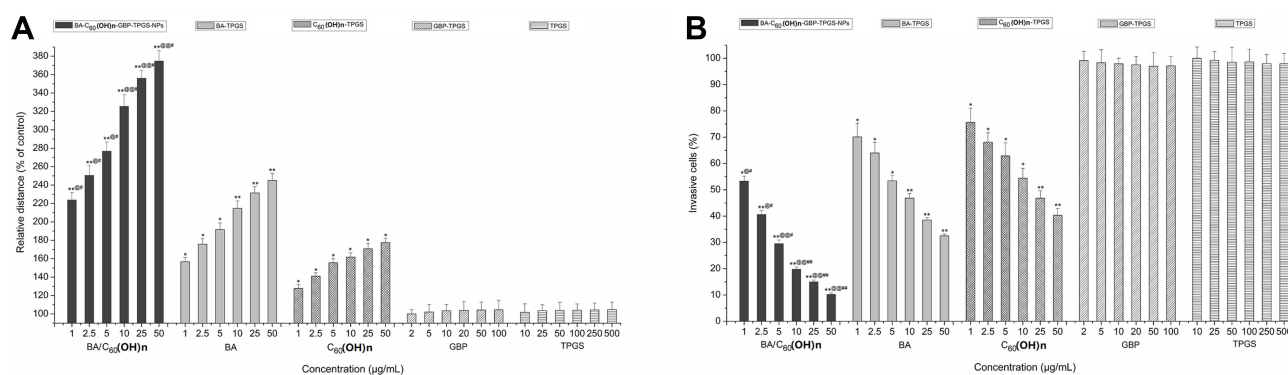 A
BA-C60(OH)n-GBP-TPGS-NPs BA-TPGS C60(OH)n-TPGS GBP-TPGS TPGS
Relative distance (% of control)
380
360
340
320
300
280
260
240
220
200
180
160
140
120
100
**@# **@# **@# **@@# **@@# **@@#
* * * ** ** **
* * * * * *
1 2.5 5 10 25 50 1 2.5 5 10 25 50 1 2.5 5 10 25 50 2 5 10 20 50 100 10 25 50 100 250 500
BA/C60(OH)n BA C60(OH)n GBP TPGS
Concentration (µg/mL)
B
BA-C60(OH)n-GBP-TPGS-NPs BA-TPGS C60(OH)n-TPGS GBP-TPGS TPGS
Invasive cells (%)
100
90
80
70
60
50
40
30
20
10
0
*@# **@# **@@# **@@## **@@## **@@##
* * * ** ** **
* * * * ** **
1 2.5 5 10 25 50 1 2.5 5 10 25 50 1 2.5 5 10 25 50 2 5 10 20 50 100 10 25 50 100 250 500
BA/C60(OH)n BA C60(OH)n GBP TPGS
Concentration (µg/mL)